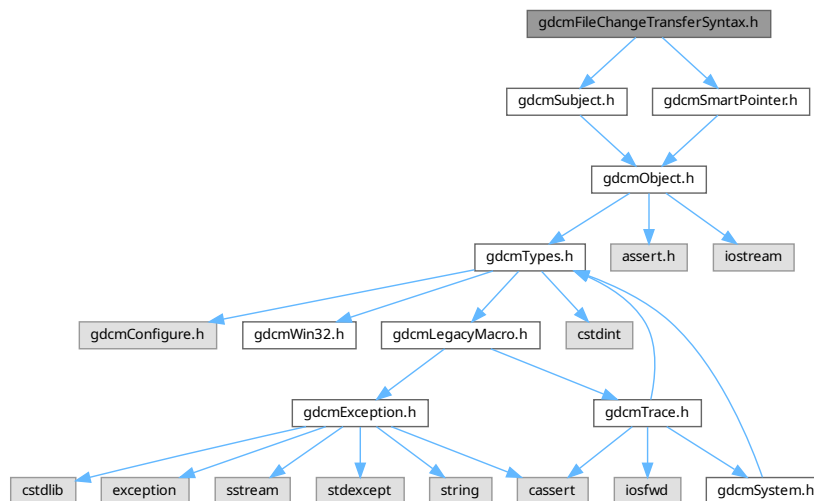 gdcmFileChangeTransferSyntax.h
gdcmSubject.h
gdcmSmartPointer.h
gdcmObject.h
gdcmTypes.h
assert.h
iostream
gdcmConfigure.h
gdcmWin32.h
gdcmLegacyMacro.h
cstdint
gdcmException.h
gdcmTrace.h
cstdlib
exception
sstream
stdexcept
string
cassert
iosfwd
gdcmSystem.h